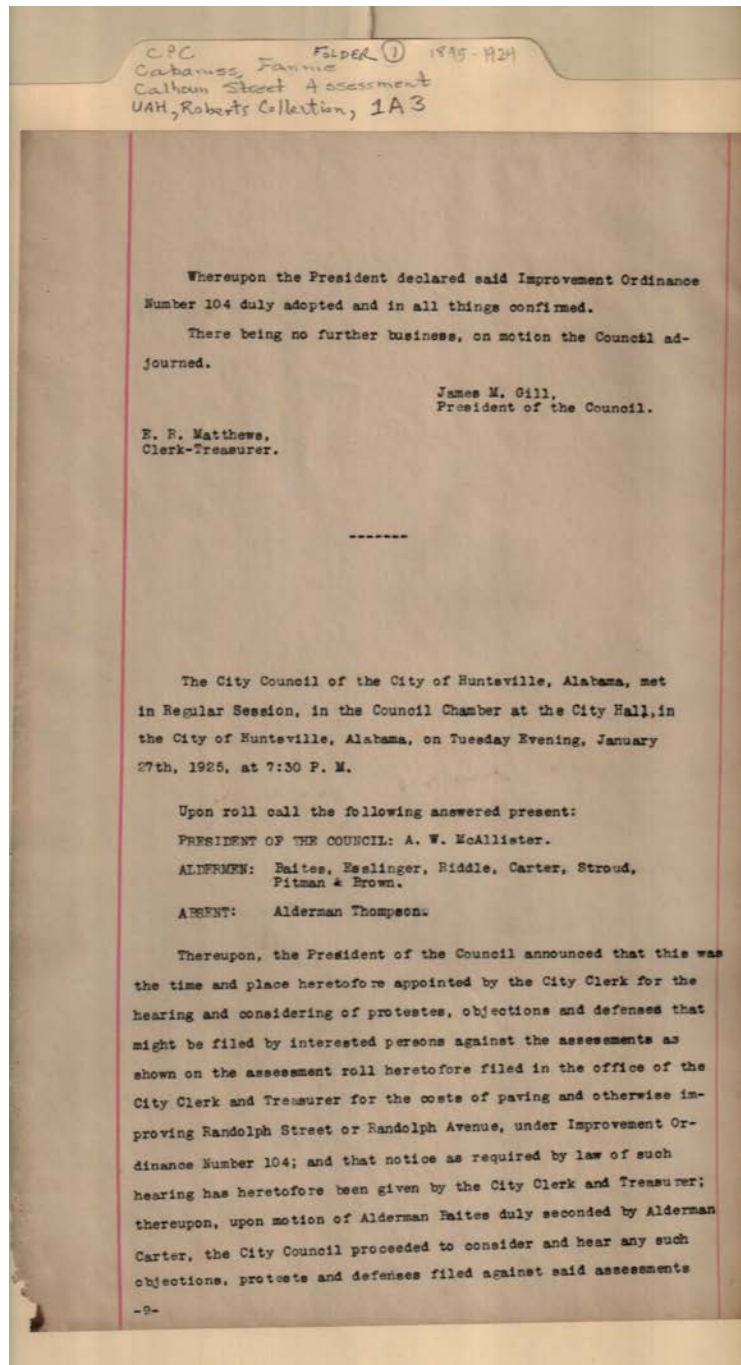 CPC FOLDER 1 1895-1924
Cabaniss, Fannie
Calhoun Street Assessment
UAH, Roberts Collection, 1A3
Whereupon the President declared said Improvement Ordinance
Number 104 duly adopted and in all things confirmed.
There being no further business, on motion the Council ad-
journed.
James M. Gill,
President of the Council.
E. R. Matthews,
Clerk-Treasurer.
-------
The City Council of the City of Huntsville, Alabama, met
in Regular Session, in the Council Chamber at the City Hall,in
the City of Huntsville, Alabama, on Tuesday Evening, January
27th, 1925, at 7:30 P. M.
Upon roll call the following answered present:
PRESIDENT OF THE COUNCIL: A. W. McAllister.
ALDERMEN: Baites, Esslinger, Riddle, Carter, Stroud,
Pitman & Brown.
ABSENT: Alderman Thompson.
Thereupon, the President of the Council announced that this was
the time and place heretofore appointed by the City Clerk for the
hearing and considering of protestes, objections and defenses that
might be filed by interested persons against the assessments as
shown on the assessment roll heretofore filed in the office of the
City Clerk and Treasurer for the costs of paving and otherwise im-
proving Randolph Street or Randolph Avenue, under Improvement Or-
dinance Number 104; and that notice as required by law of such
hearing has heretofore been given by the City Clerk and Treasurer;
thereupon, upon motion of Alderman Baites duly seconded by Alderman
Carter, the City Council proceeded to consider and hear any such
objections, protests and defenses filed against said assessments
-9-